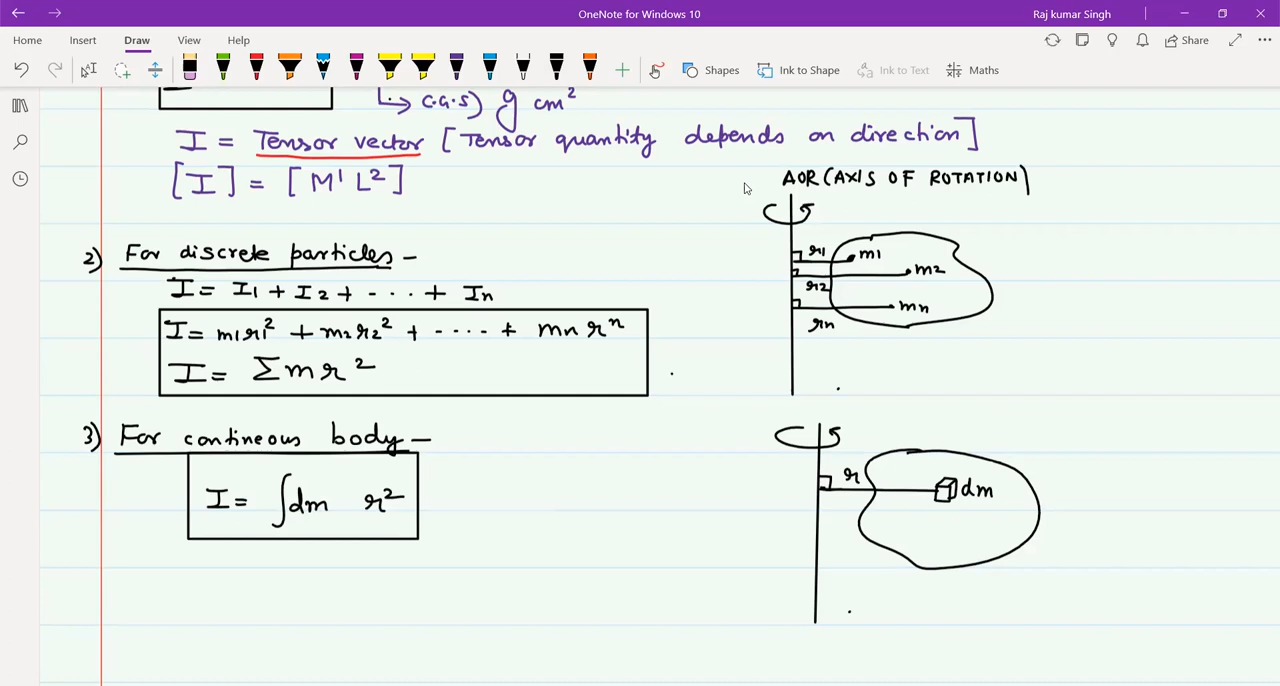 OneNote for Windows 10
Raj kumar Singh
Home Insert Draw View Help
Share
Shapes Ink to Shape Ink to Text Maths
C.G.S) g cm²
I = Tensor vector [Tensor quantity depends on direction]
[I] = [M¹ L²]
AOR (AXIS OF ROTATION)
2) For discrete particles -
I = I1 + I2 + - . . . + In
I = m1r1² + m2r2² + - . . . + mn rⁿ
I = Σ m r²
r1 m1
m2
r2
mn
rn
3) For contineous body -
I = ∫dm r²
r dm